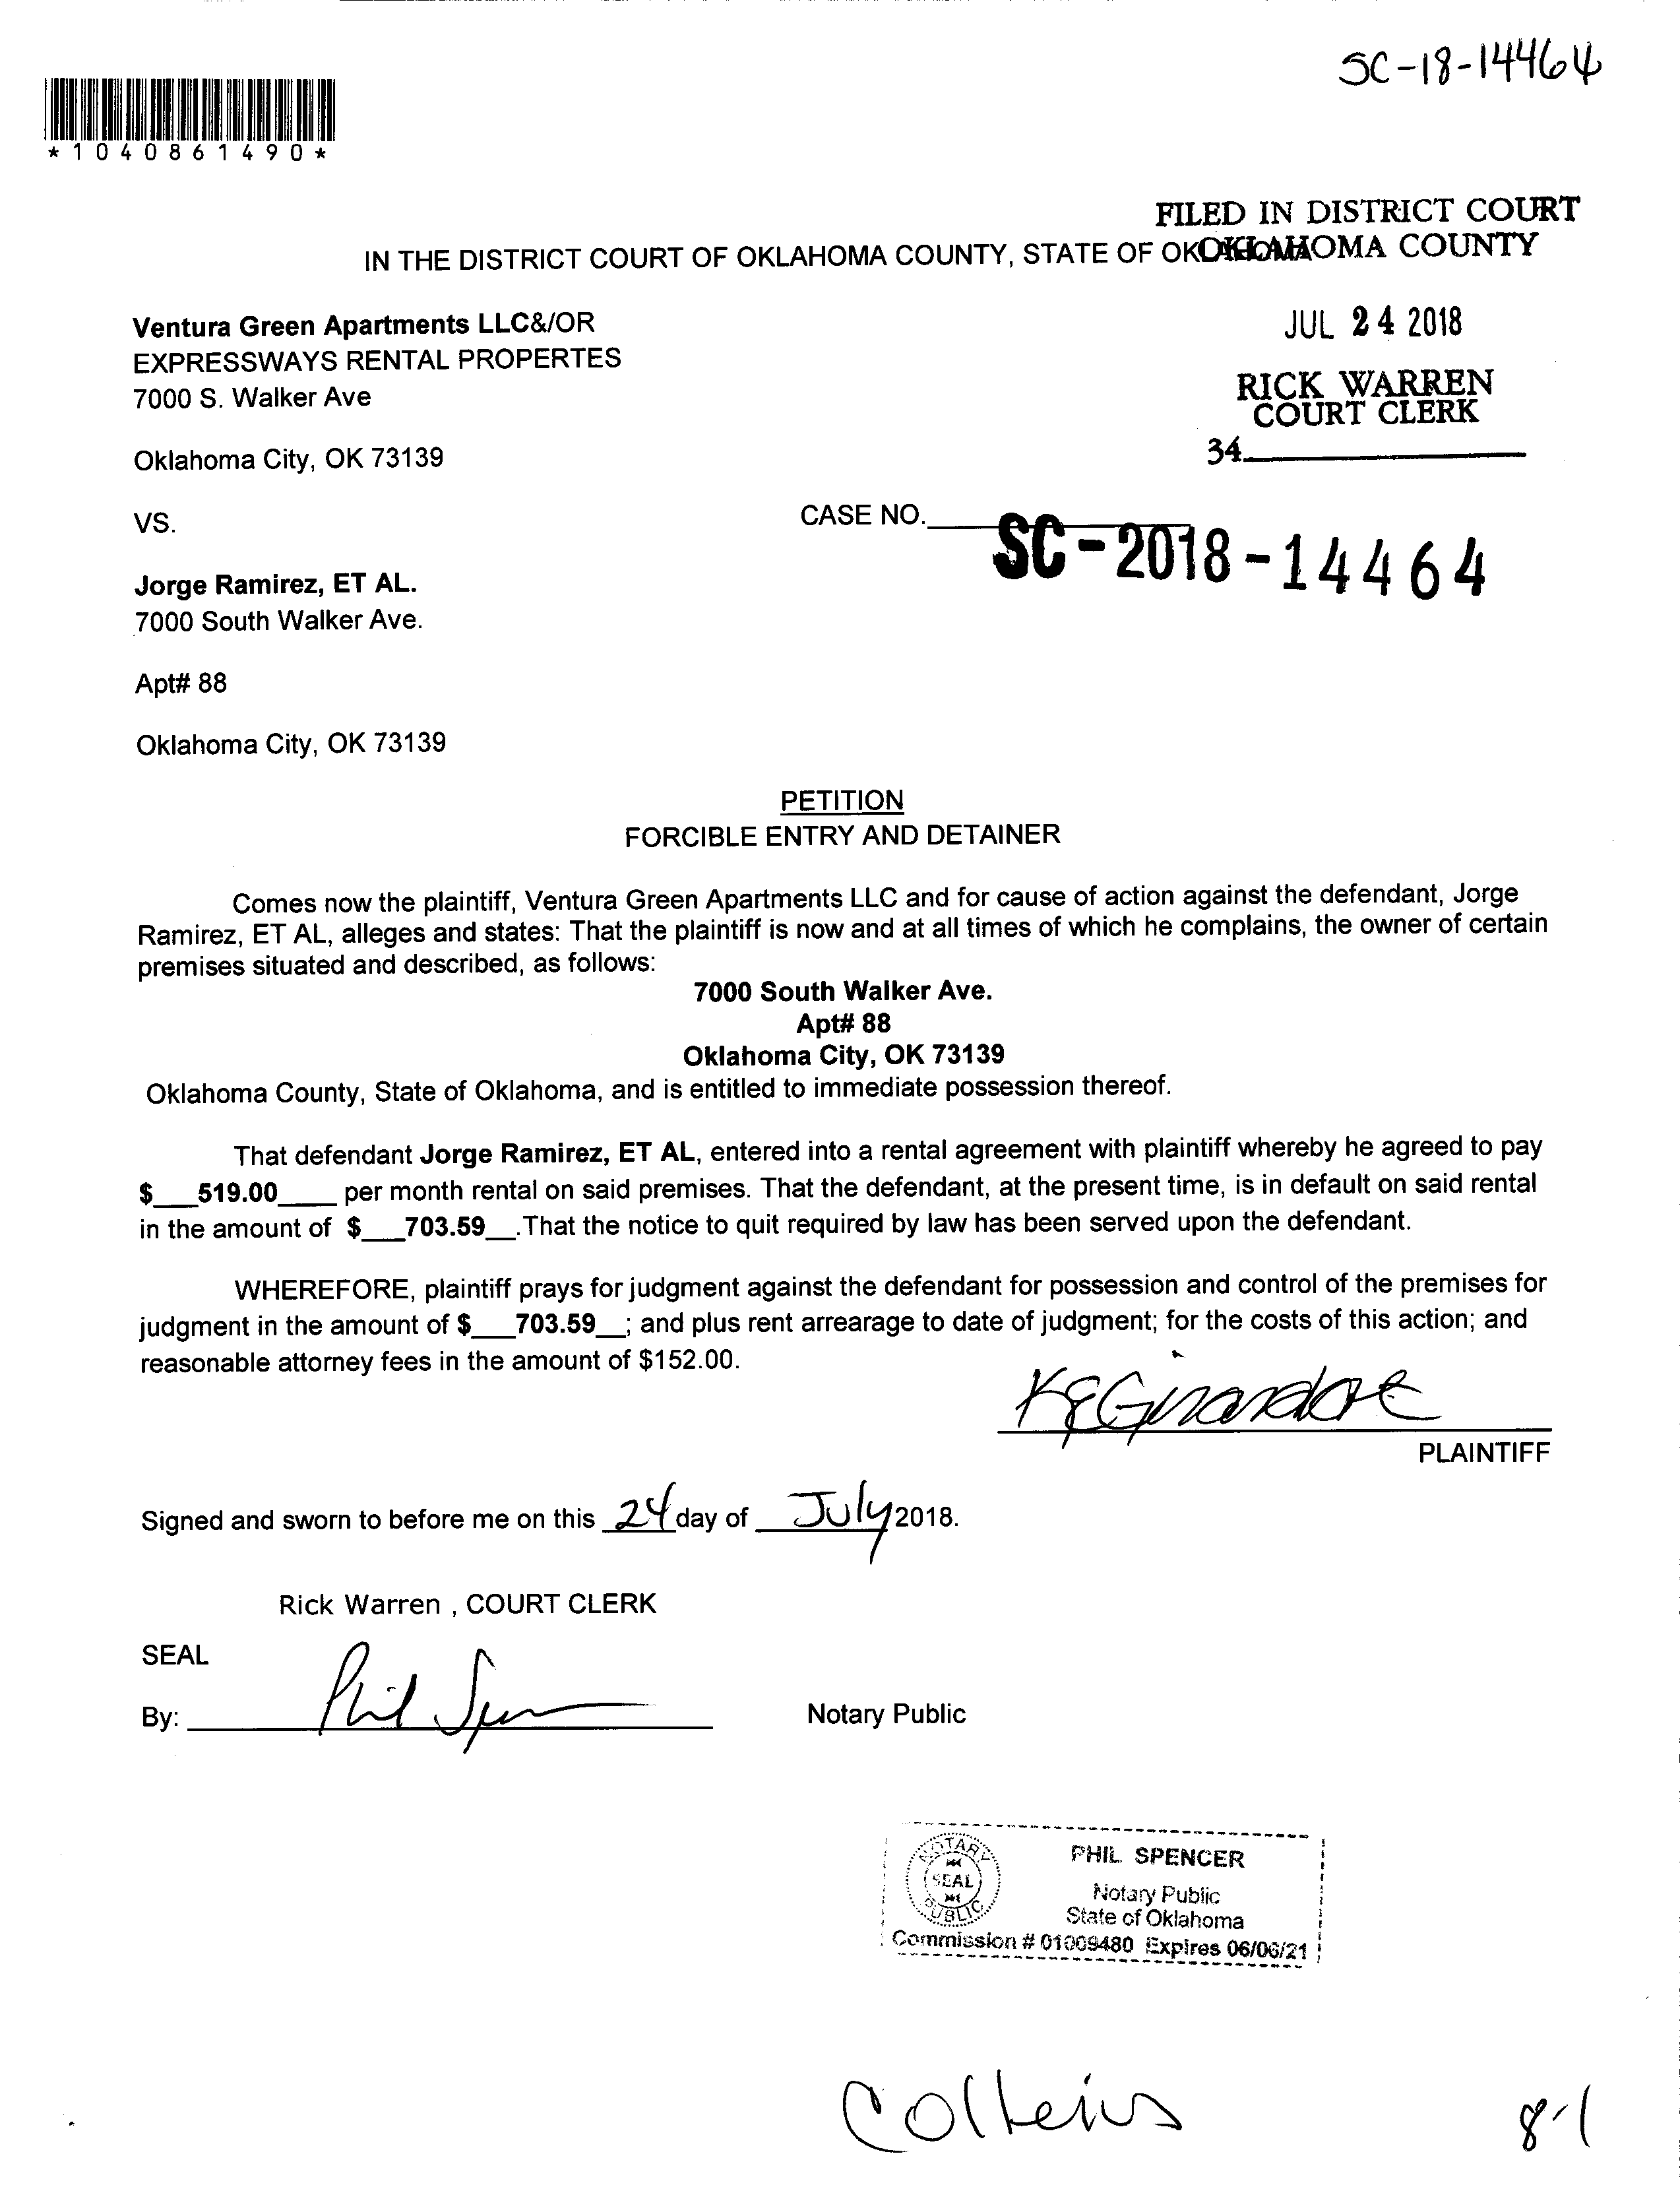 SC-18-14464
*1040861490*
FILED IN DISTRICT COURT
OKLAHOMA COUNTY
IN THE DISTRICT COURT OF OKLAHOMA COUNTY, STATE OF OKLAHOMA
Ventura Green Apartments LLC&/OR
JUL 24 2018
EXPRESSWAYS RENTAL PROPERTES
7000 S. Walker Ave
RICK WARREN
COURT CLERK
Oklahoma City, OK 73139
34
VS.
CASE NO.
SC-2018-14464
Jorge Ramirez, ET AL.
7000 South Walker Ave.
Apt# 88
Oklahoma City, OK 73139
PETITION
FORCIBLE ENTRY AND DETAINER
Comes now the plaintiff, Ventura Green Apartments LLC and for cause of action against the defendant, Jorge
Ramirez, ET AL, alleges and states: That the plaintiff is now and at all times of which he complains, the owner of certain
premises situated and described, as follows:
7000 South Walker Ave.
Apt# 88
Oklahoma City, OK 73139
Oklahoma County, State of Oklahoma, and is entitled to immediate possession thereof.
That defendant Jorge Ramirez, ET AL, entered into a rental agreement with plaintiff whereby he agreed to pay
$___519.00____ per month rental on said premises. That the defendant, at the present time, is in default on said rental
in the amount of $___703.59__.That the notice to quit required by law has been served upon the defendant.
WHEREFORE, plaintiff prays for judgment against the defendant for possession and control of the premises for
judgment in the amount of $___703.59__; and plus rent arrearage to date of judgment; for the costs of this action; and
reasonable attorney fees in the amount of $152.00.
PLAINTIFF
Signed and sworn to before me on this 24 day of July 2018.
Rick Warren , COURT CLERK
SEAL
By: Phil Spencer
Notary Public
NOTARY
SEAL
PUBLIC
PHIL SPENCER
Notary Public
State of Oklahoma
Commission # 01009480 Expires 06/06/21
8-1